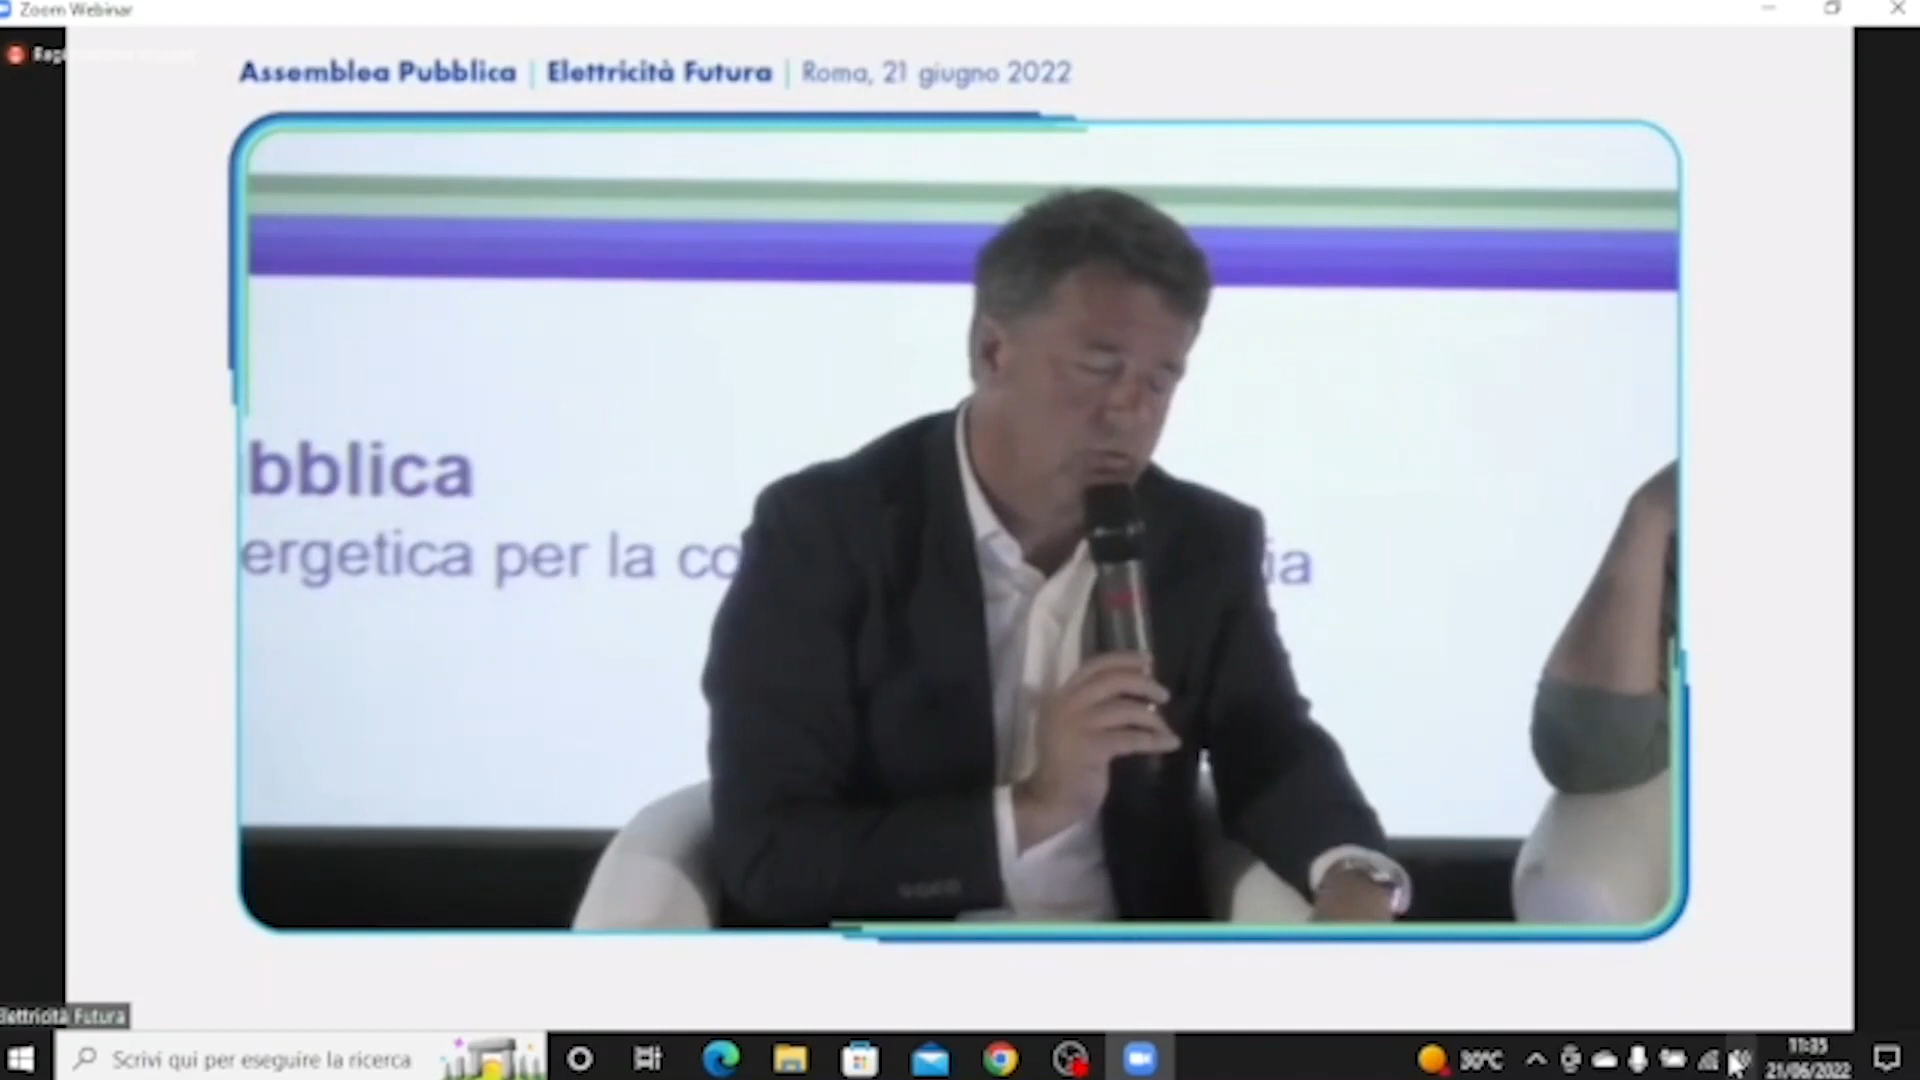 Zoom Webinar
Assemblea Pubblica | Elettricità Futura | Roma, 21 giugno 2022
bblica
ergetica per la co
ia
Elettricità Futura
Scrivi qui per eseguire la ricerca
30°C
11:35
21/06/2022